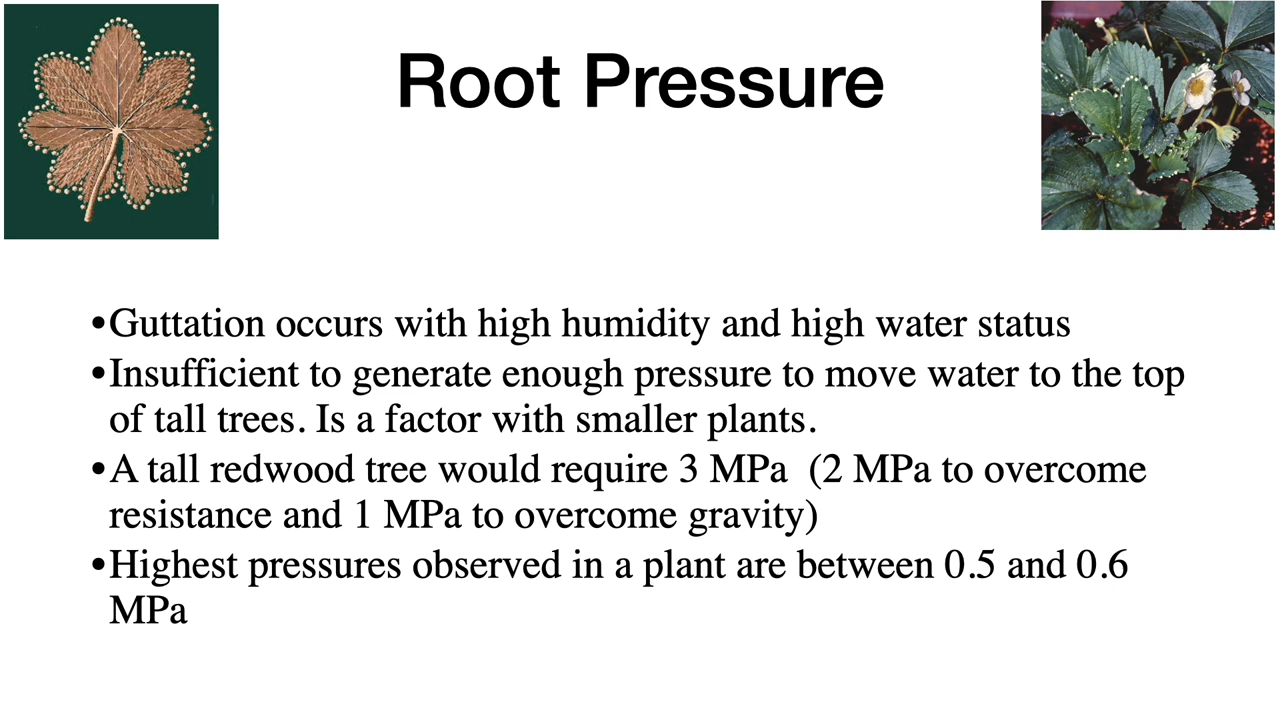 Root Pressure
•Guttation occurs with high humidity and high water status
•Insufficient to generate enough pressure to move water to the top
of tall trees. Is a factor with smaller plants.
•A tall redwood tree would require 3 MPa  (2 MPa to overcome
resistance and 1 MPa to overcome gravity)
•Highest pressures observed in a plant are between 0.5 and 0.6
MPa